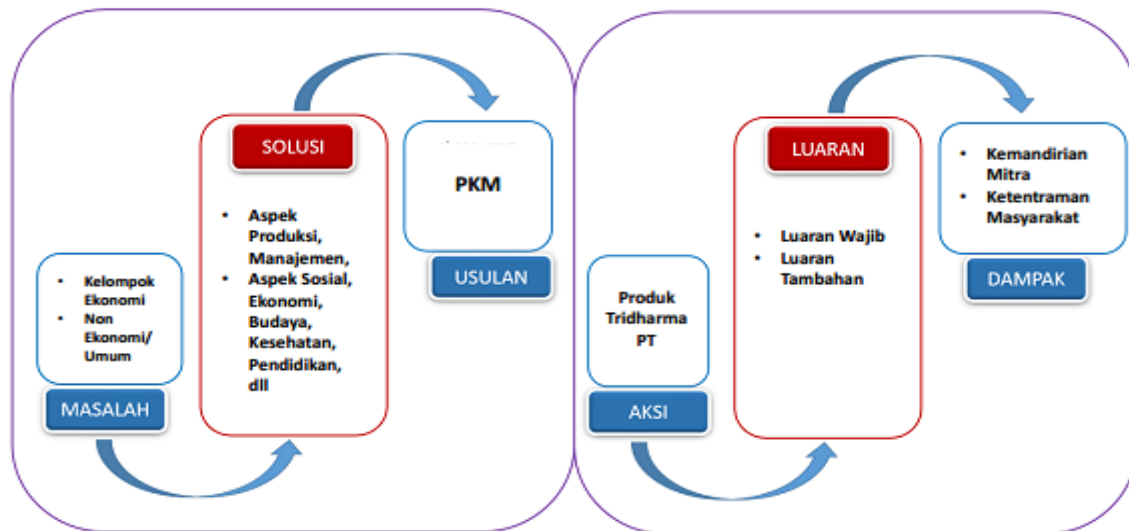 SOLUSI
• Aspek
Produksi,
Manajemen,
• Aspek Sosial,
Ekonomi,
Budaya,
Kesehatan,
Pendidikan,
dll
PKM
USULAN
• Kelompok
Ekonomi
• Non
Ekonomi/
Umum
MASALAH
LUARAN
• Luaran Wajib
• Luaran
Tambahan
• Kemandirian
Mitra
• Ketentraman
Masyarakat
DAMPAK
Produk
Tridharma
PT
AKSI